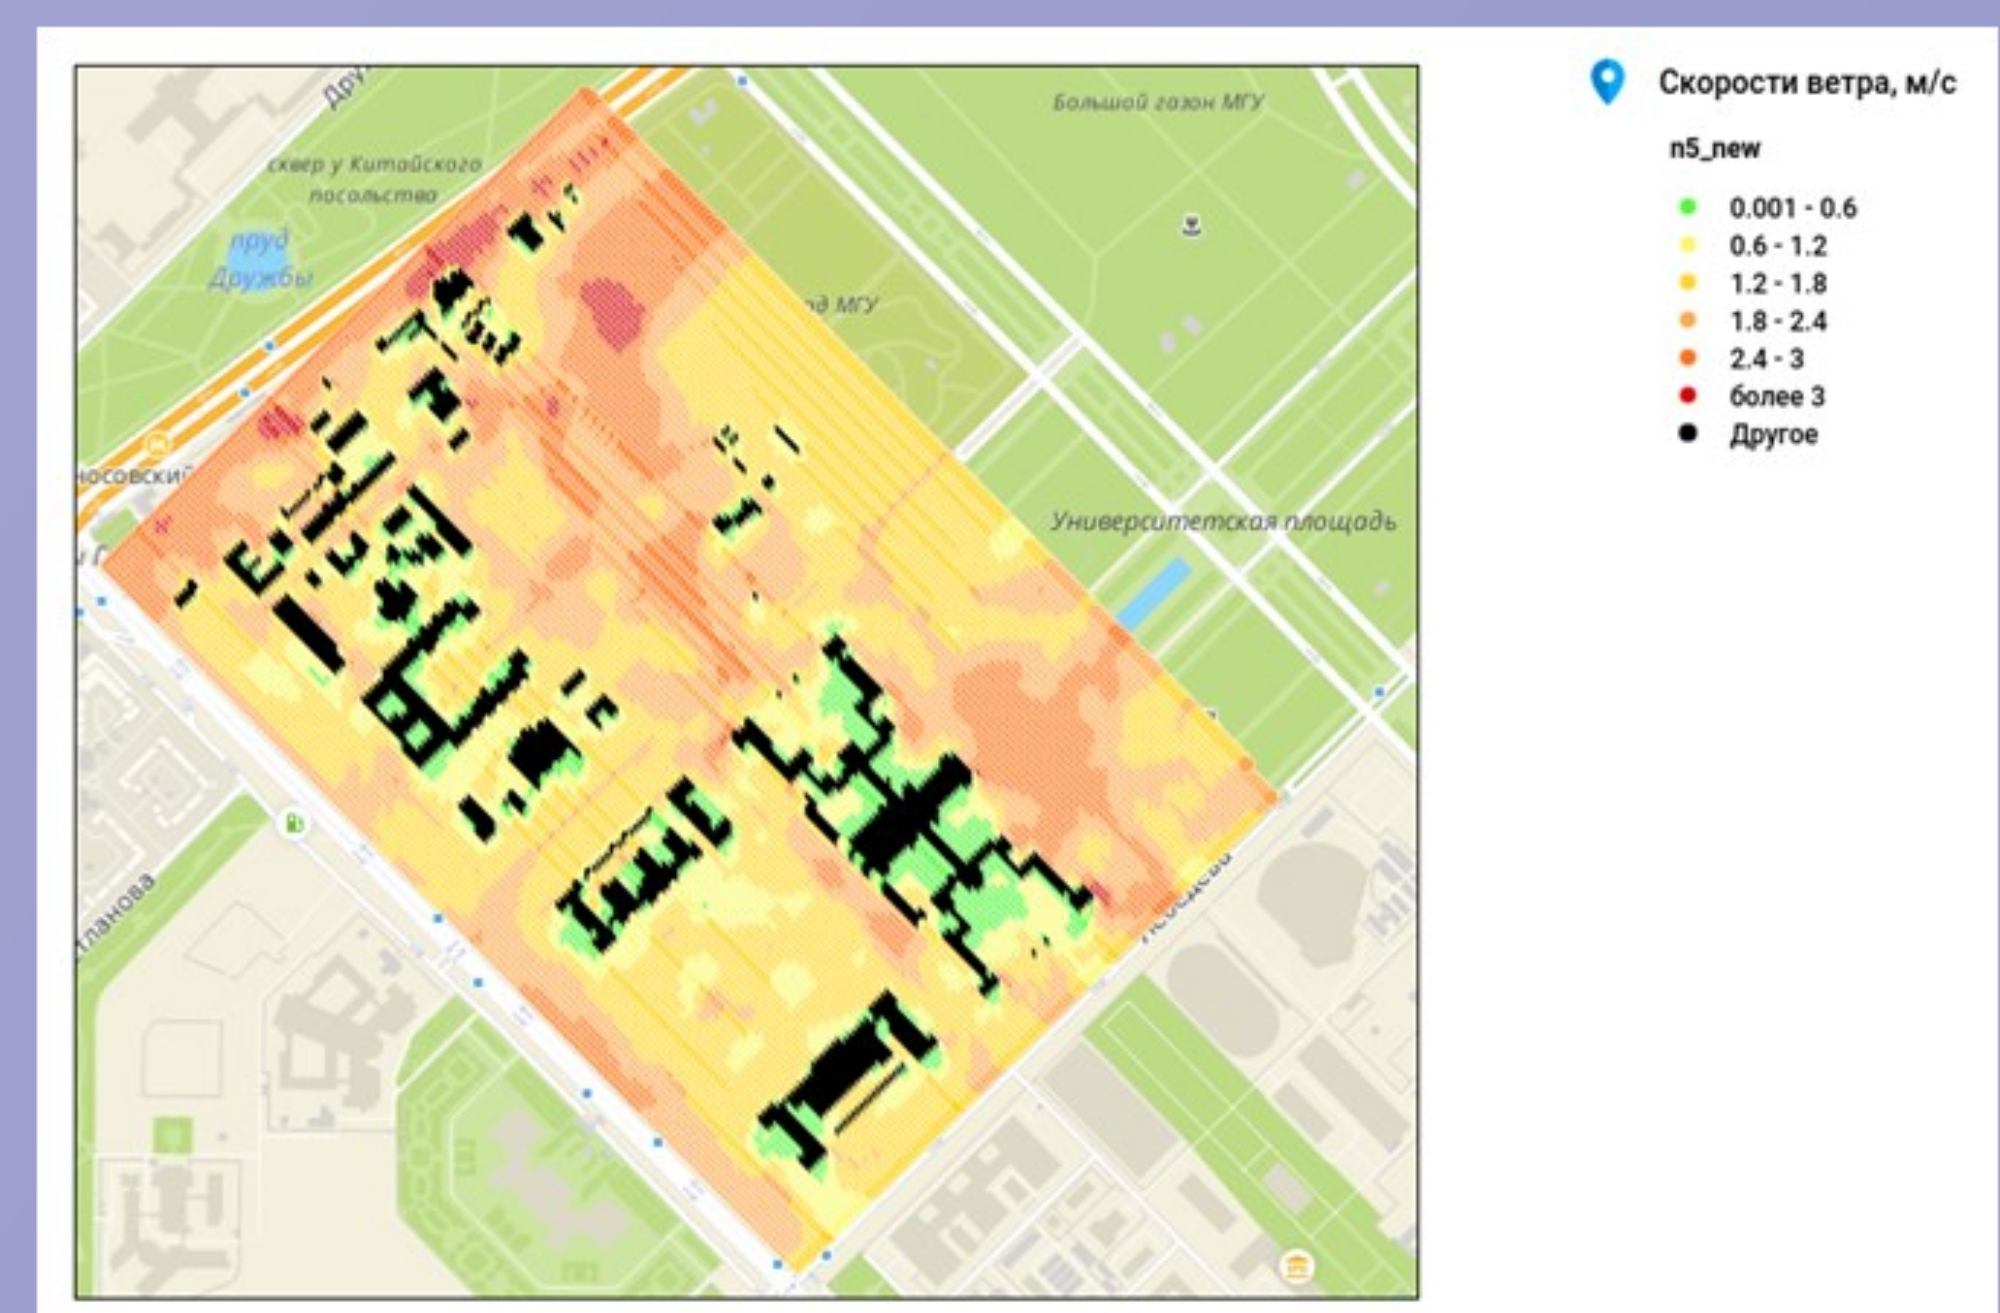 сквер у Китайского
посольства
пруд
Дружбы
Большой газон МГУ
МГУ
Университетская площадь
Скорости ветра, м/с
n5_new
0.001 - 0.6
0.6 - 1.2
1.2 - 1.8
1.8 - 2.4
2.4 - 3
более 3
Другое